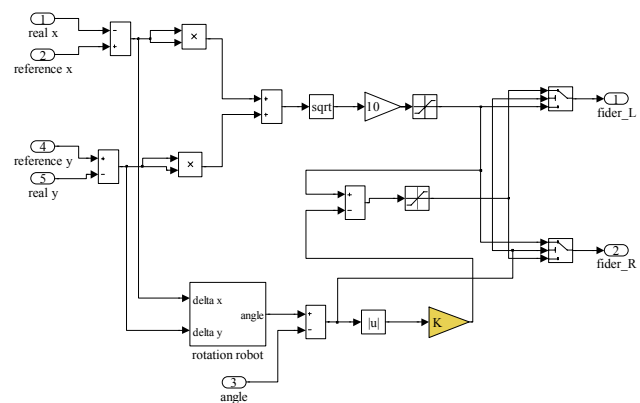 1
real x
2
reference x
4
reference y
5
real y
−
+
×
+
−
×
+
+
sqrt
10
1
fider_L
+
−
2
fider_R
delta x
delta y
angle
rotation robot
+
−
|u|
K
3
angle